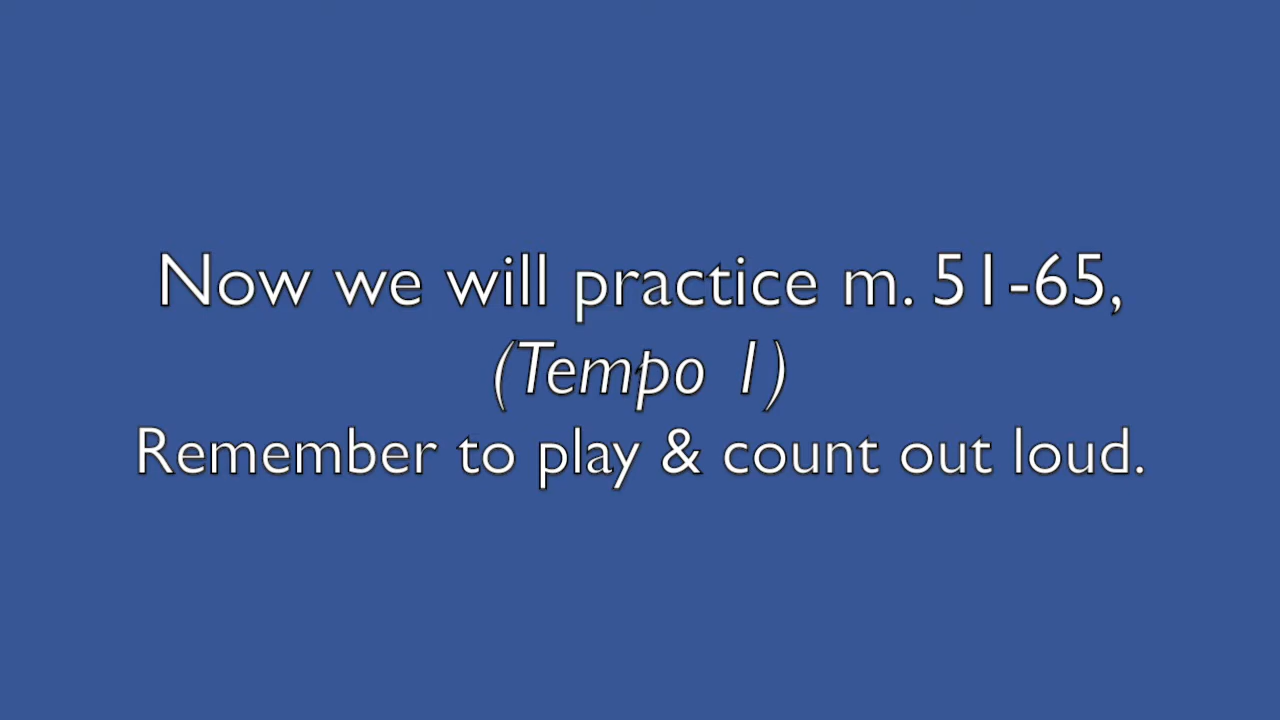 Now we will practice m. 51-65,
(Tempo 1)
Remember to play & count out loud.